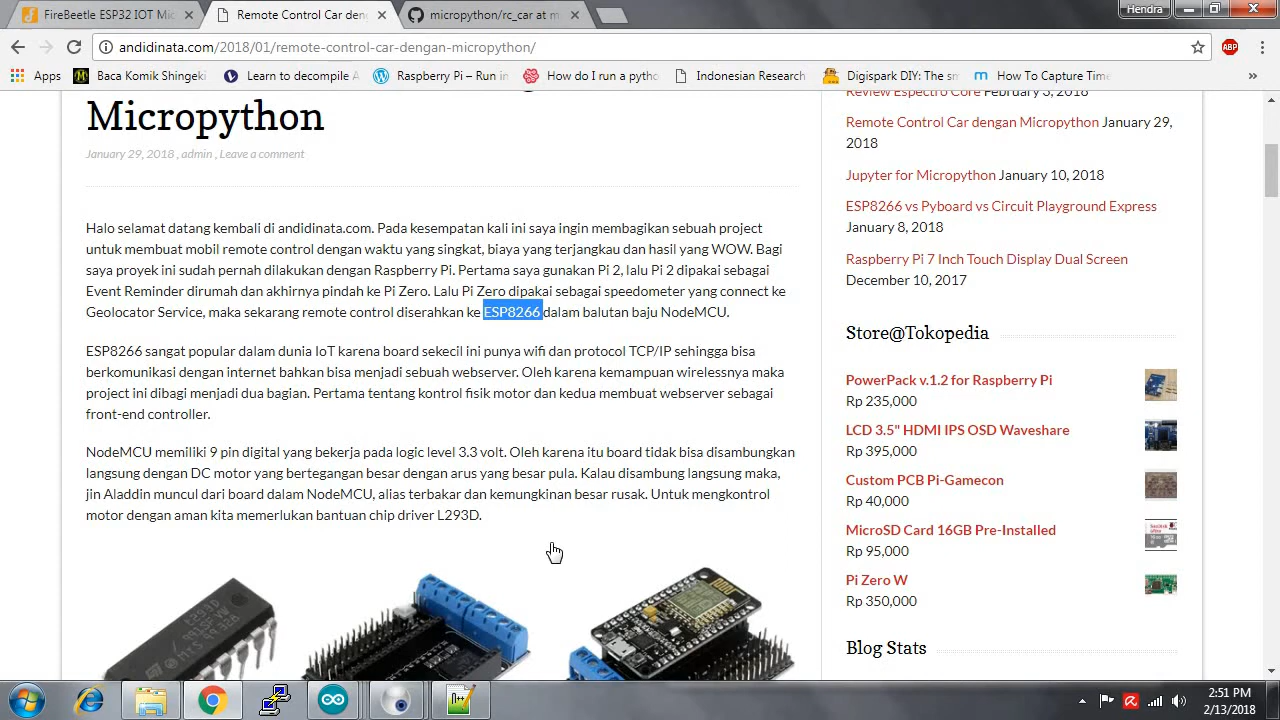 FireBeetle ESP32 IOT Mic
Remote Control Car den
micropython/rc_car at m
Hendra
andidinata.com/2018/01/remote-control-car-dengan-micropython/
ABP
Apps
Baca Komik Shingeki
Learn to decompile A
Raspberry Pi – Run in
How do I run a pytho
Indonesian Research
Digispark DIY: The sm
How To Capture Time
»
Micropython
January 29, 2018 , admin , Leave a comment
Halo selamat datang kembali di andidinata.com. Pada kesempatan kali ini saya ingin membagikan sebuah project
untuk membuat mobil remote control dengan waktu yang singkat, biaya yang terjangkau dan hasil yang WOW. Bagi
saya proyek ini sudah pernah dilakukan dengan Raspberry Pi. Pertama saya gunakan Pi 2, lalu Pi 2 dipakai sebagai
Event Reminder dirumah dan akhirnya pindah ke Pi Zero. Lalu Pi Zero dipakai sebagai speedometer yang connect ke
Geolocator Service, maka sekarang remote control diserahkan ke ESP8266 dalam balutan baju NodeMCU.
ESP8266 sangat popular dalam dunia IoT karena board sekecil ini punya wifi dan protocol TCP/IP sehingga bisa
berkomunikasi dengan internet bahkan bisa menjadi sebuah webserver. Oleh karena kemampuan wirelessnya maka
project ini dibagi menjadi dua bagian. Pertama tentang kontrol fisik motor dan kedua membuat webserver sebagai
front-end controller.
NodeMCU memiliki 9 pin digital yang bekerja pada logic level 3.3 volt. Oleh karena itu board tidak bisa disambungkan
langsung dengan DC motor yang bertegangan besar dengan arus yang besar pula. Kalau disambung langsung maka,
jin Aladdin muncul dari board dalam NodeMCU, alias terbakar dan kemungkinan besar rusak. Untuk mengkontrol
motor dengan aman kita memerlukan bantuan chip driver L293D.
L293D
Review Espectro Core February 3, 2018
Remote Control Car dengan Micropython January 29,
2018
Jupyter for Micropython January 10, 2018
ESP8266 vs Pyboard vs Circuit Playground Express
January 8, 2018
Raspberry Pi 7 Inch Touch Display Dual Screen
December 10, 2017
Store@Tokopedia
PowerPack v.1.2 for Raspberry Pi
Rp 235,000
LCD 3.5" HDMI IPS OSD Waveshare
Rp 395,000
Custom PCB Pi-Gamecon
Rp 40,000
MicroSD Card 16GB Pre-Installed
Rp 95,000
Pi Zero W
Rp 350,000
Blog Stats
2:51 PM
2/13/2018